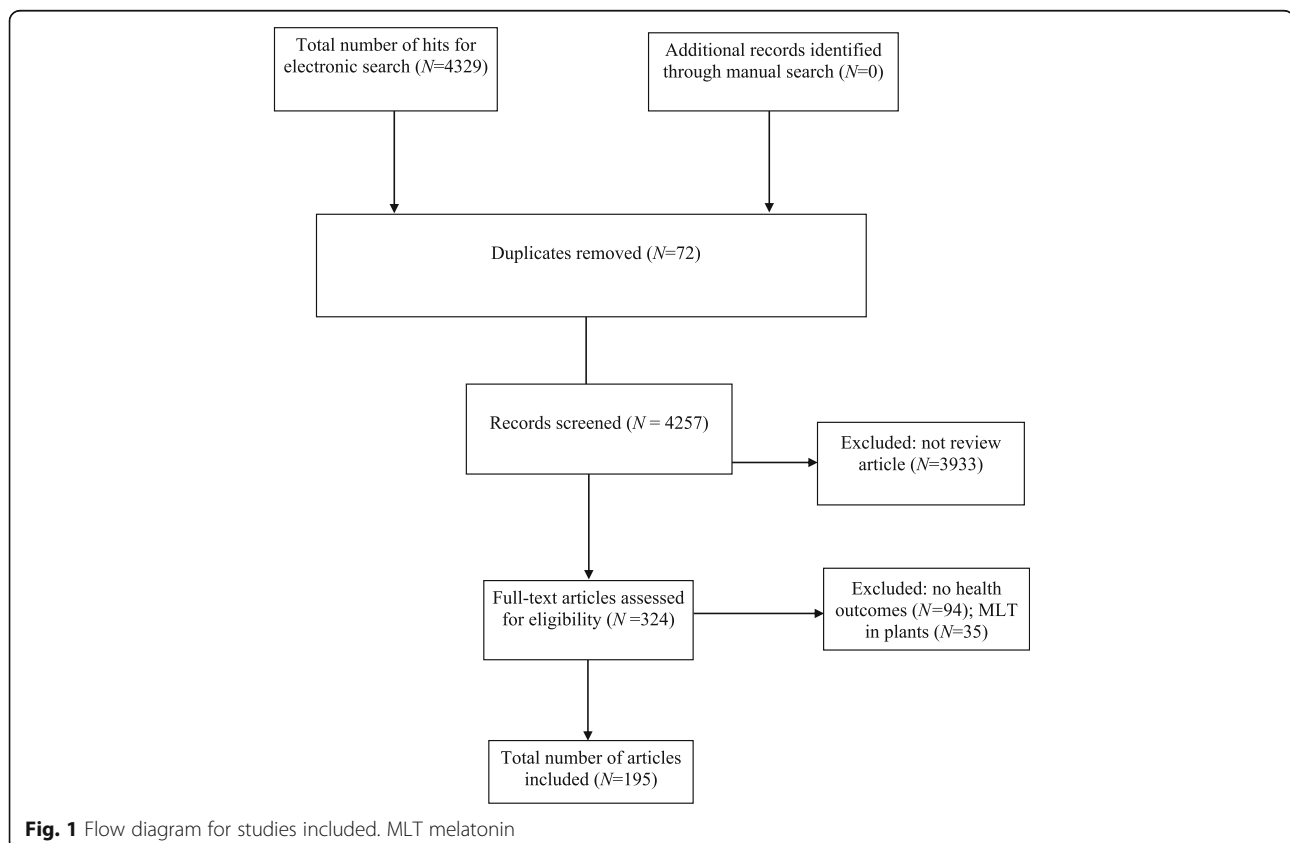 Total number of hits for
electronic search (N=4329)
Additional records identified
through manual search (N=0)
Duplicates removed (N=72)
Records screened (N = 4257)
Excluded: not review
article (N=3933)
Full-text articles assessed
for eligibility (N =324)
Excluded: no health
outcomes (N=94); MLT
in plants (N=35)
Total number of articles
included (N=195)
Fig. 1 Flow diagram for studies included. MLT melatonin